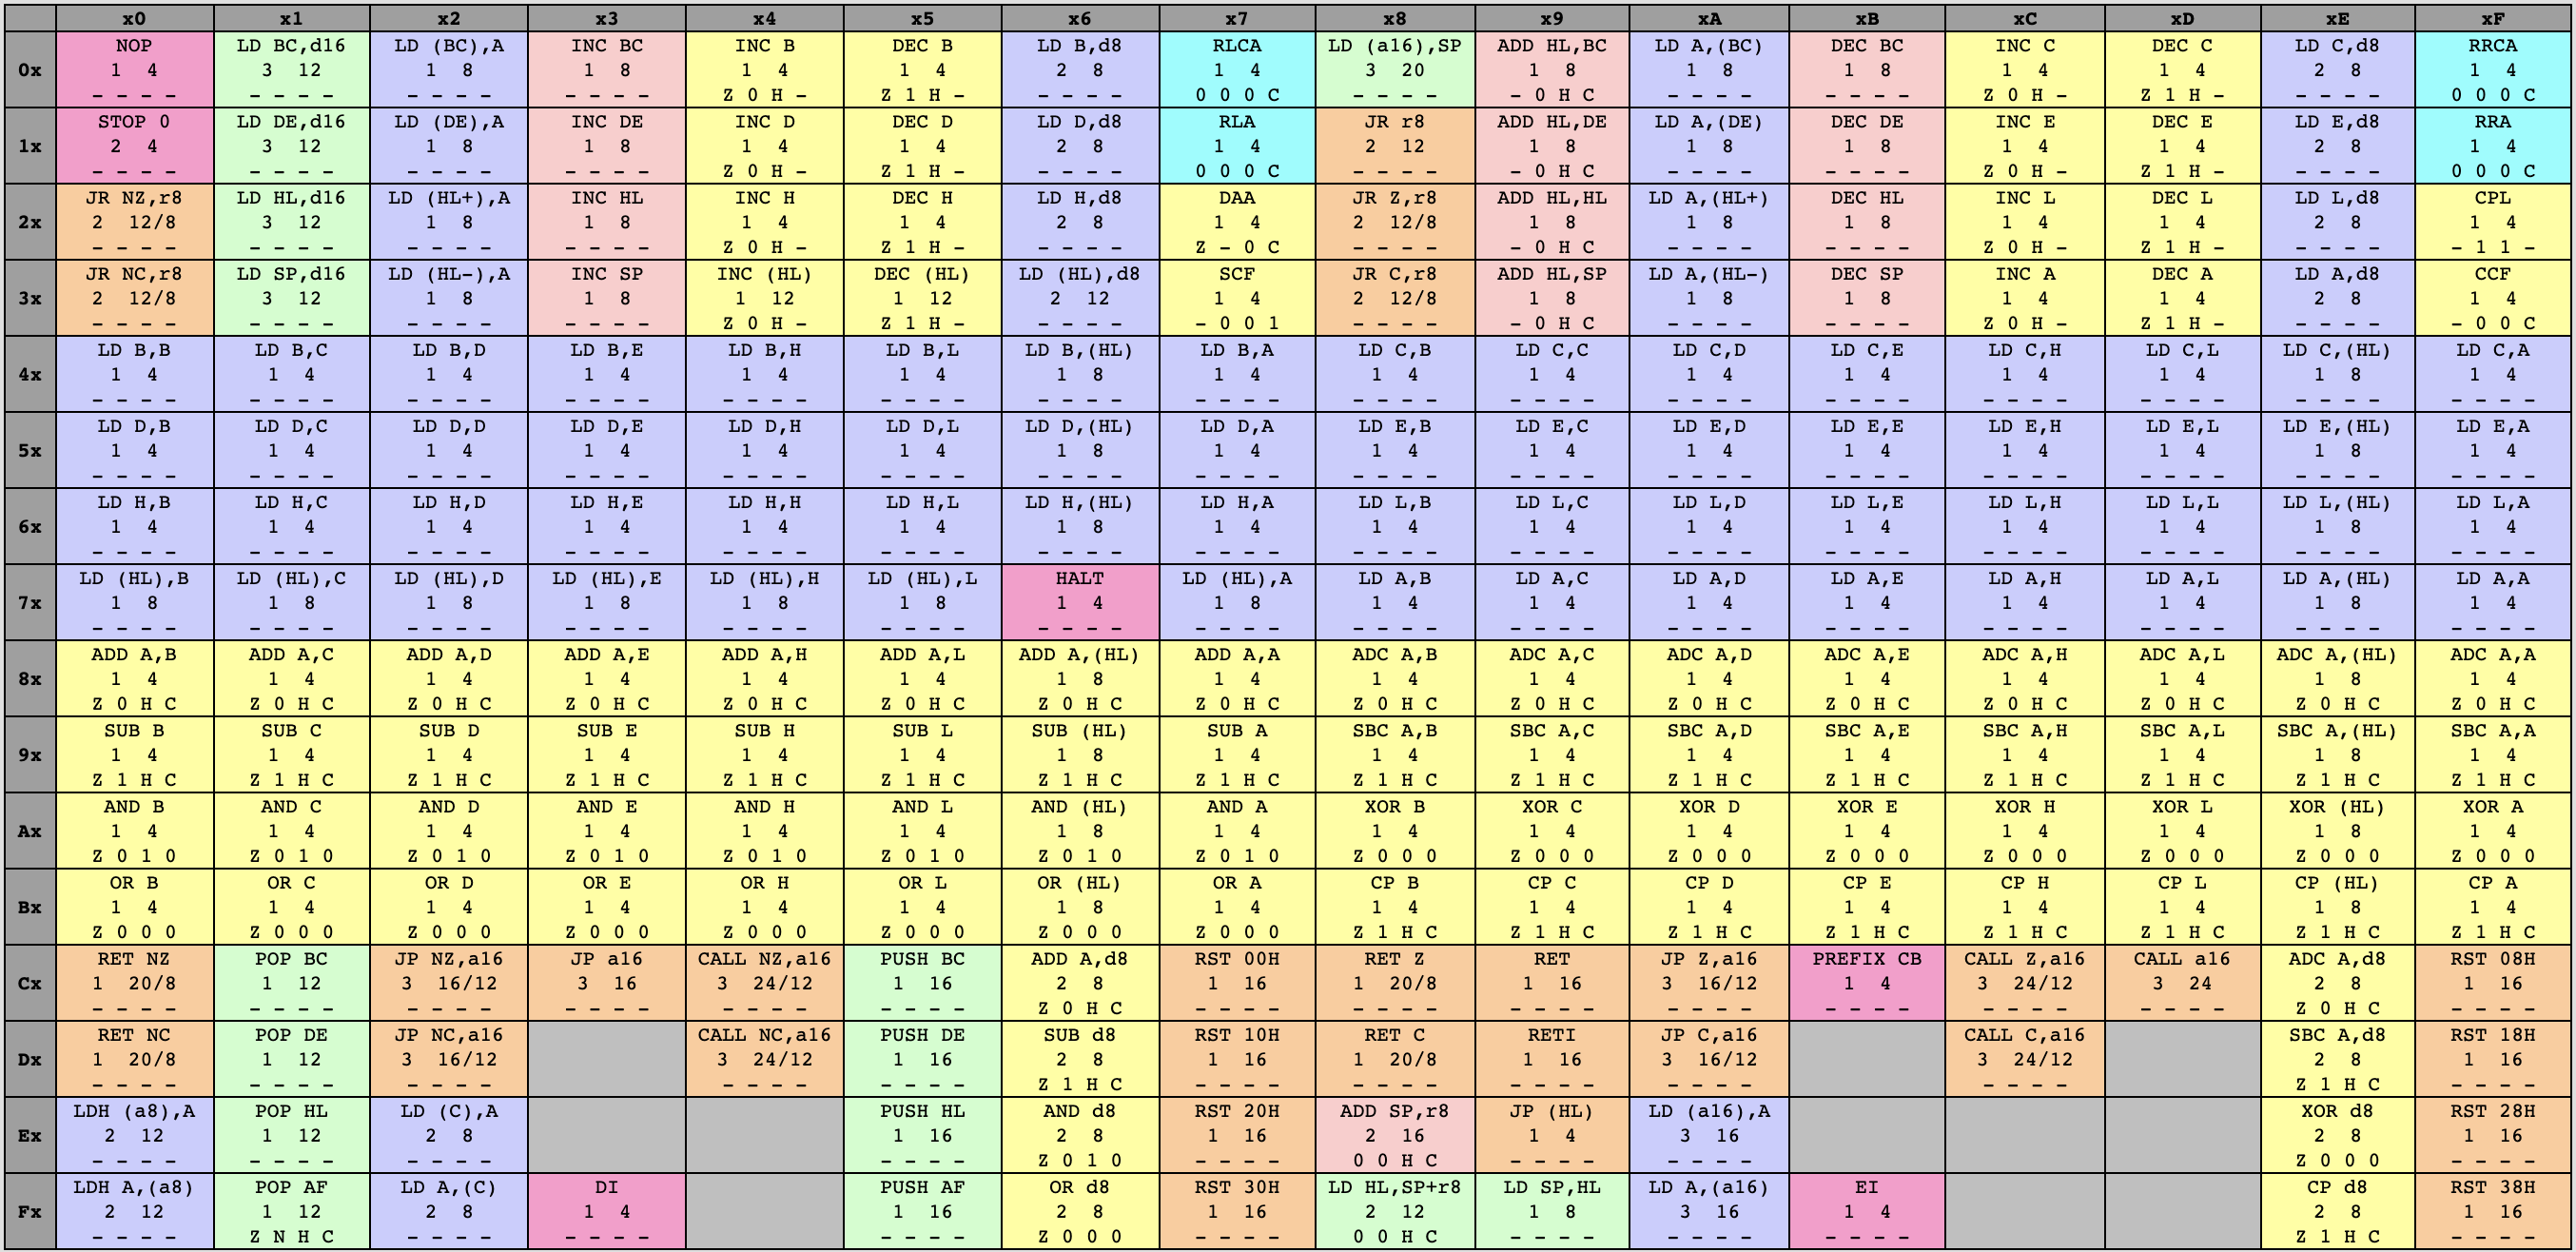 x0 x1 x2 x3 x4 x5 x6 x7 x8 x9 xA xB xC xD xE xF
NOP LD BC,d16 LD (BC),A INC BC INC B DEC B LD B,d8 RLCA LD (a16),SP ADD HL,BC LD A,(BC) DEC BC INC C DEC C LD C,d8 RRCA
0x 1 4 3 12 1 8 1 8 1 4 1 4 2 8 1 4 3 20 1 8 1 8 1 8 1 4 1 4 2 8 1 4
- - - - - - - - - - - - - - - - Z 0 H - Z 1 H - - - - - 0 0 0 C - - - - - 0 H C - - - - - - - - Z 0 H - Z 1 H - - - - - 0 0 0 C
STOP 0 LD DE,d16 LD (DE),A INC DE INC D DEC D LD D,d8 RLA JR r8 ADD HL,DE LD A,(DE) DEC DE INC E DEC E LD E,d8 RRA
1x 2 4 3 12 1 8 1 8 1 4 1 4 2 8 1 4 2 12 1 8 1 8 1 8 1 4 1 4 2 8 1 4
- - - - - - - - - - - - - - - - Z 0 H - Z 1 H - - - - - 0 0 0 C - - - - - 0 H C - - - - - - - - Z 0 H - Z 1 H - - - - - 0 0 0 C
JR NZ,r8 LD HL,d16 LD (HL+),A INC HL INC H DEC H LD H,d8 DAA JR Z,r8 ADD HL,HL LD A,(HL+) DEC HL INC L DEC L LD L,d8 CPL
2x 2 12/8 3 12 1 8 1 8 1 4 1 4 2 8 1 4 2 12/8 1 8 1 8 1 8 1 4 1 4 2 8 1 4
- - - - - - - - - - - - - - - - Z 0 H - Z 1 H - - - - - Z - 0 C - - - - - 0 H C - - - - - - - - Z 0 H - Z 1 H - - - - - - 1 1 -
JR NC,r8 LD SP,d16 LD (HL-),A INC SP INC (HL) DEC (HL) LD (HL),d8 SCF JR C,r8 ADD HL,SP LD A,(HL-) DEC SP INC A DEC A LD A,d8 CCF
3x 2 12/8 3 12 1 8 1 8 1 12 1 12 2 12 1 4 2 12/8 1 8 1 8 1 8 1 4 1 4 2 8 1 4
- - - - - - - - - - - - - - - - Z 0 H - Z 1 H - - - - - - 0 0 1 - - - - - 0 H C - - - - - - - - Z 0 H - Z 1 H - - - - - - 0 0 C
LD B,B LD B,C LD B,D LD B,E LD B,H LD B,L LD B,(HL) LD B,A LD C,B LD C,C LD C,D LD C,E LD C,H LD C,L LD C,(HL) LD C,A
4x 1 4 1 4 1 4 1 4 1 4 1 4 1 8 1 4 1 4 1 4 1 4 1 4 1 4 1 4 1 8 1 4
- - - - - - - - - - - - - - - - - - - - - - - - - - - - - - - - - - - - - - - - - - - - - - - - - - - - - - - - - - - - - - - -
LD D,B LD D,C LD D,D LD D,E LD D,H LD D,L LD D,(HL) LD D,A LD E,B LD E,C LD E,D LD E,E LD E,H LD E,L LD E,(HL) LD E,A
5x 1 4 1 4 1 4 1 4 1 4 1 4 1 8 1 4 1 4 1 4 1 4 1 4 1 4 1 4 1 8 1 4
- - - - - - - - - - - - - - - - - - - - - - - - - - - - - - - - - - - - - - - - - - - - - - - - - - - - - - - - - - - - - - - -
LD H,B LD H,C LD H,D LD H,E LD H,H LD H,L LD H,(HL) LD H,A LD L,B LD L,C LD L,D LD L,E LD L,H LD L,L LD L,(HL) LD L,A
6x 1 4 1 4 1 4 1 4 1 4 1 4 1 8 1 4 1 4 1 4 1 4 1 4 1 4 1 4 1 8 1 4
- - - - - - - - - - - - - - - - - - - - - - - - - - - - - - - - - - - - - - - - - - - - - - - - - - - - - - - - - - - - - - - -
LD (HL),B LD (HL),C LD (HL),D LD (HL),E LD (HL),H LD (HL),L HALT LD (HL),A LD A,B LD A,C LD A,D LD A,E LD A,H LD A,L LD A,(HL) LD A,A
7x 1 8 1 8 1 8 1 8 1 8 1 8 1 4 1 8 1 4 1 4 1 4 1 4 1 4 1 4 1 8 1 4
- - - - - - - - - - - - - - - - - - - - - - - - - - - - - - - - - - - - - - - - - - - - - - - - - - - - - - - - - - - - - - - -
ADD A,B ADD A,C ADD A,D ADD A,E ADD A,H ADD A,L ADD A,(HL) ADD A,A ADC A,B ADC A,C ADC A,D ADC A,E ADC A,H ADC A,L ADC A,(HL) ADC A,A
8x 1 4 1 4 1 4 1 4 1 4 1 4 1 8 1 4 1 4 1 4 1 4 1 4 1 4 1 4 1 8 1 4
Z 0 H C Z 0 H C Z 0 H C Z 0 H C Z 0 H C Z 0 H C Z 0 H C Z 0 H C Z 0 H C Z 0 H C Z 0 H C Z 0 H C Z 0 H C Z 0 H C Z 0 H C Z 0 H C
SUB B SUB C SUB D SUB E SUB H SUB L SUB (HL) SUB A SBC A,B SBC A,C SBC A,D SBC A,E SBC A,H SBC A,L SBC A,(HL) SBC A,A
9x 1 4 1 4 1 4 1 4 1 4 1 4 1 8 1 4 1 4 1 4 1 4 1 4 1 4 1 4 1 8 1 4
Z 1 H C Z 1 H C Z 1 H C Z 1 H C Z 1 H C Z 1 H C Z 1 H C Z 1 H C Z 1 H C Z 1 H C Z 1 H C Z 1 H C Z 1 H C Z 1 H C Z 1 H C Z 1 H C
AND B AND C AND D AND E AND H AND L AND (HL) AND A XOR B XOR C XOR D XOR E XOR H XOR L XOR (HL) XOR A
Ax 1 4 1 4 1 4 1 4 1 4 1 4 1 8 1 4 1 4 1 4 1 4 1 4 1 4 1 4 1 8 1 4
Z 0 1 0 Z 0 1 0 Z 0 1 0 Z 0 1 0 Z 0 1 0 Z 0 1 0 Z 0 1 0 Z 0 1 0 Z 0 0 0 Z 0 0 0 Z 0 0 0 Z 0 0 0 Z 0 0 0 Z 0 0 0 Z 0 0 0 Z 0 0 0
OR B OR C OR D OR E OR H OR L OR (HL) OR A CP B CP C CP D CP E CP H CP L CP (HL) CP A
Bx 1 4 1 4 1 4 1 4 1 4 1 4 1 8 1 4 1 4 1 4 1 4 1 4 1 4 1 4 1 8 1 4
Z 0 0 0 Z 0 0 0 Z 0 0 0 Z 0 0 0 Z 0 0 0 Z 0 0 0 Z 0 0 0 Z 0 0 0 Z 1 H C Z 1 H C Z 1 H C Z 1 H C Z 1 H C Z 1 H C Z 1 H C Z 1 H C
RET NZ POP BC JP NZ,a16 JP a16 CALL NZ,a16 PUSH BC ADD A,d8 RST 00H RET Z RET JP Z,a16 PREFIX CB CALL Z,a16 CALL a16 ADC A,d8 RST 08H
Cx 1 20/8 1 12 3 16/12 3 16 3 24/12 1 16 2 8 1 16 1 20/8 1 16 3 16/12 1 4 3 24/12 3 24 2 8 1 16
- - - - - - - - - - - - - - - - - - - - - - - - Z 0 H C - - - - - - - - - - - - - - - - - - - - - - - - - - - - Z 0 H C - - - -
RET NC POP DE JP NC,a16 CALL NC,a16 PUSH DE SUB d8 RST 10H RET C RETI JP C,a16 CALL C,a16 SBC A,d8 RST 18H
Dx 1 20/8 1 12 3 16/12 3 24/12 1 16 2 8 1 16 1 20/8 1 16 3 16/12 3 24/12 2 8 1 16
- - - - - - - - - - - - - - - - - - - - Z 1 H C - - - - - - - - - - - - - - - - - - - - Z 1 H C - - - -
LDH (a8),A POP HL LD (C),A PUSH HL AND d8 RST 20H ADD SP,r8 JP (HL) LD (a16),A XOR d8 RST 28H
Ex 2 12 1 12 2 8 1 16 2 8 1 16 2 16 1 4 3 16 2 8 1 16
- - - - - - - - - - - - - - - - Z 0 1 0 - - - - 0 0 H C - - - - - - - - Z 0 0 0 - - - -
LDH A,(a8) POP AF LD A,(C) DI PUSH AF OR d8 RST 30H LD HL,SP+r8 LD SP,HL LD A,(a16) EI CP d8 RST 38H
Fx 2 12 1 12 2 8 1 4 1 16 2 8 1 16 2 12 1 8 3 16 1 4 2 8 1 16
- - - - Z N H C - - - - - - - - - - - - Z 0 0 0 - - - - 0 0 H C - - - - - - - - - - - - Z 1 H C - - - -